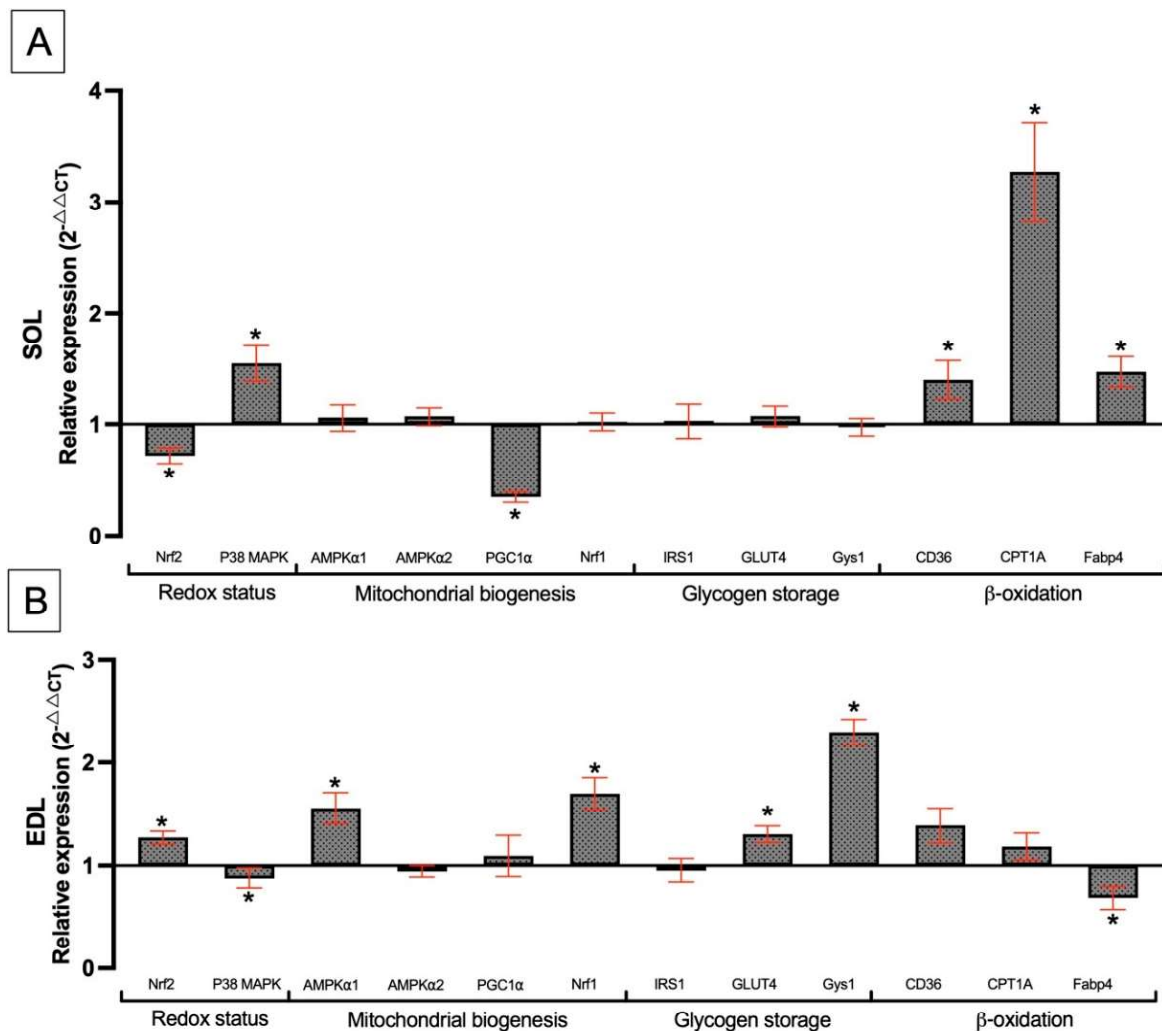 A
SOL
Relative expression (2-△△CT)
4
3
2
1
0
*
*
*
*
*
*
Nrf2 P38 MAPK AMPKα1 AMPKα2 PGC1α Nrf1 IRS1 GLUT4 Gys1 CD36 CPT1A Fabp4
Redox status Mitochondrial biogenesis Glycogen storage β-oxidation
B
EDL
Relative expression (2-△△CT)
3
2
1
0
*
*
*
*
*
*
*
Nrf2 P38 MAPK AMPKα1 AMPKα2 PGC1α Nrf1 IRS1 GLUT4 Gys1 CD36 CPT1A Fabp4
Redox status Mitochondrial biogenesis Glycogen storage β-oxidation